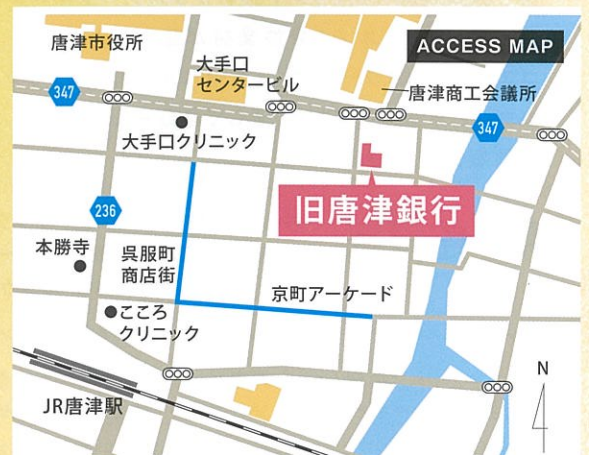 ACCESS MAP
唐津市役所
大手口
センタービル
唐津商工会議所
347
大手口クリニック
347
旧唐津銀行
236
本勝寺
呉服町
商店街
京町アーケード
こころ
クリニック
JR唐津駅
N